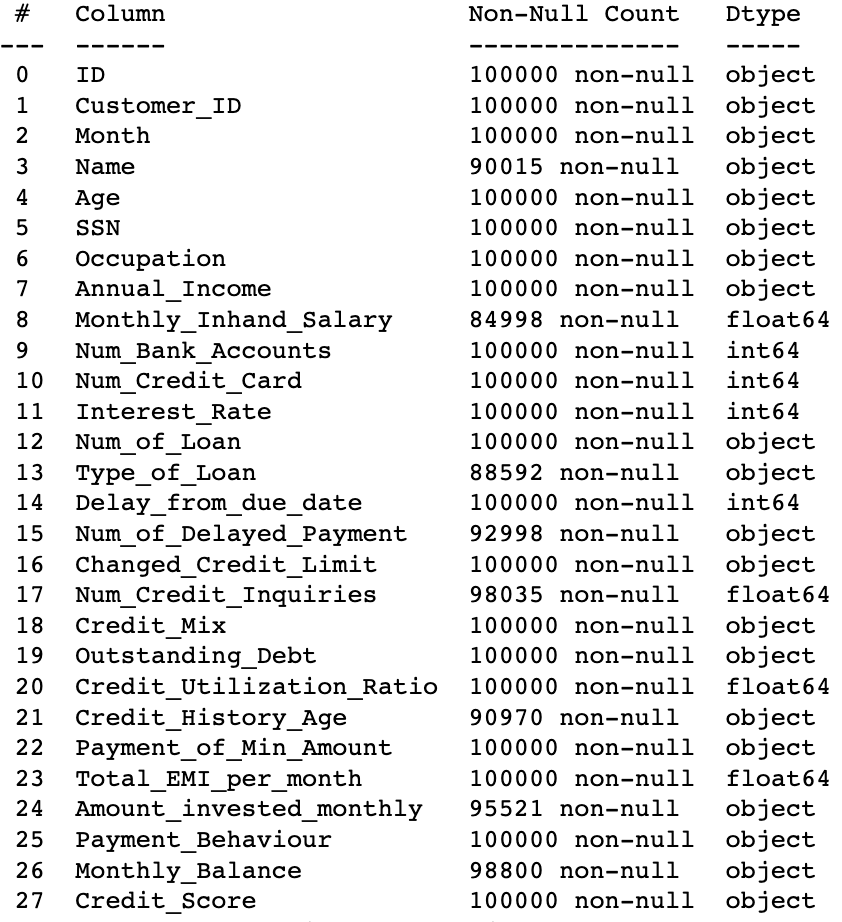 #   Column                    Non-Null Count   Dtype
--- ------                    --------------   -----
0   ID                        100000 non-null  object
1   Customer_ID               100000 non-null  object
2   Month                     100000 non-null  object
3   Name                      90015 non-null   object
4   Age                       100000 non-null  object
5   SSN                       100000 non-null  object
6   Occupation                100000 non-null  object
7   Annual_Income             100000 non-null  object
8   Monthly_Inhand_Salary     84998 non-null   float64
9   Num_Bank_Accounts         100000 non-null  int64
10  Num_Credit_Card           100000 non-null  int64
11  Interest_Rate             100000 non-null  int64
12  Num_of_Loan               100000 non-null  object
13  Type_of_Loan              88592 non-null   object
14  Delay_from_due_date       100000 non-null  int64
15  Num_of_Delayed_Payment    92998 non-null   object
16  Changed_Credit_Limit      100000 non-null  object
17  Num_Credit_Inquiries      98035 non-null   float64
18  Credit_Mix                100000 non-null  object
19  Outstanding_Debt          100000 non-null  object
20  Credit_Utilization_Ratio  100000 non-null  float64
21  Credit_History_Age        90970 non-null   object
22  Payment_of_Min_Amount     100000 non-null  object
23  Total_EMI_per_month       100000 non-null  float64
24  Amount_invested_monthly   95521 non-null   object
25  Payment_Behaviour         100000 non-null  object
26  Monthly_Balance           98800 non-null   object
27  Credit_Score              100000 non-null  object